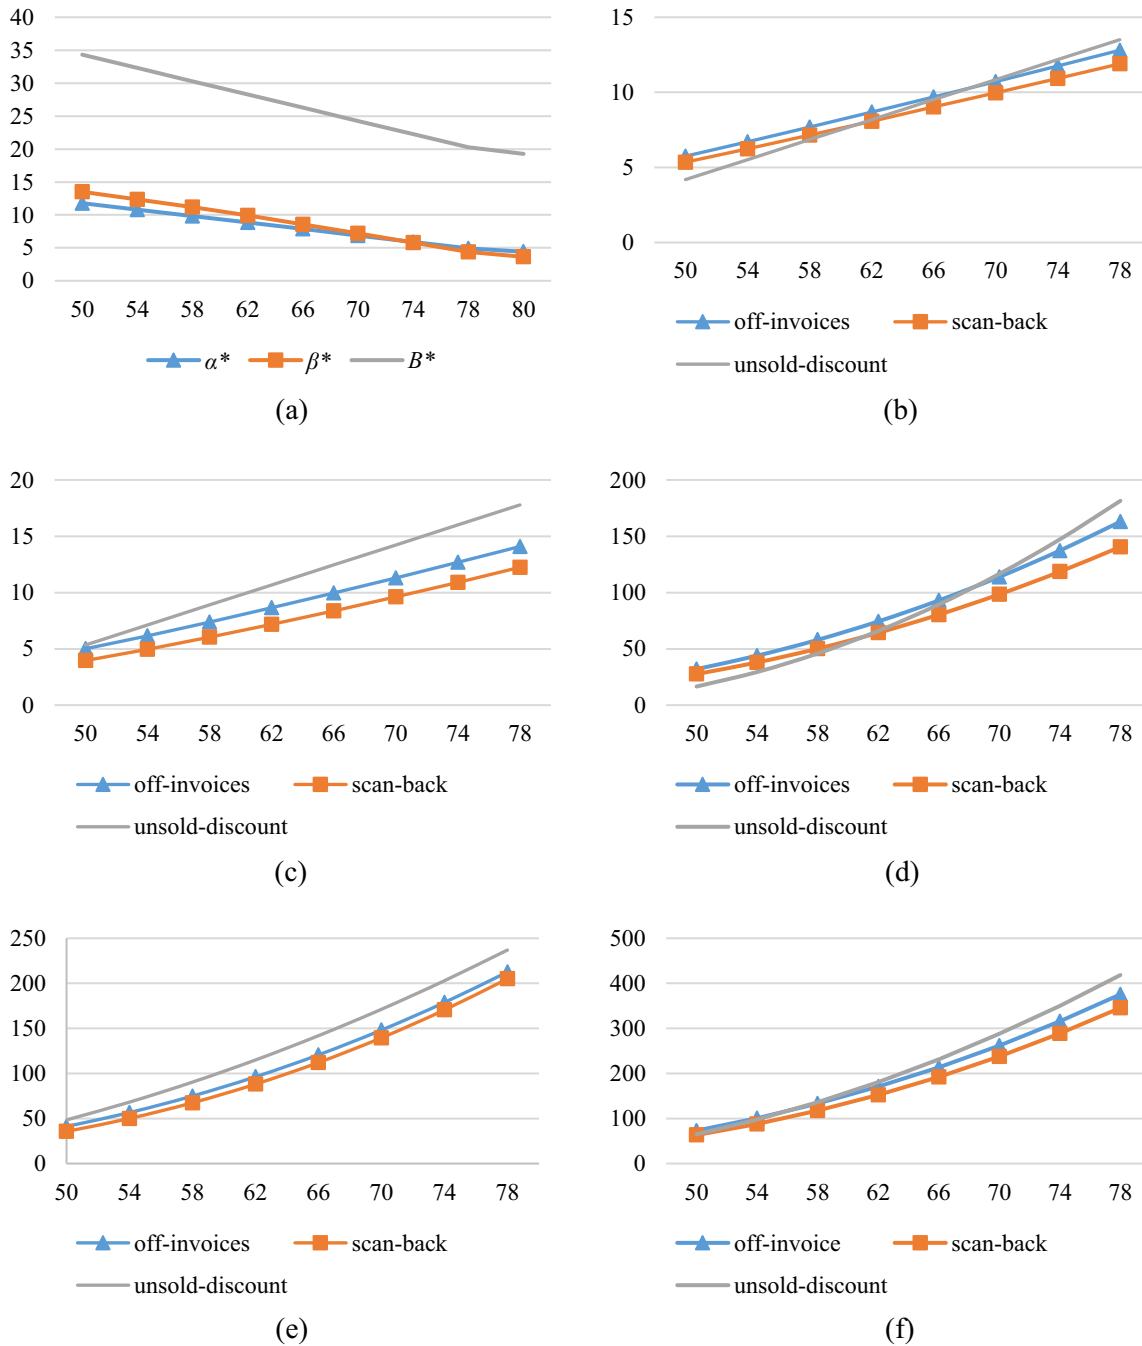 40
35
30
25
20
15
10
5
0
50 54 58 62 66 70 74 78 80
α* β* B*
(a)
15
10
5
0
50 54 58 62 66 70 74 78
off-invoices scan-back
unsold-discount
(b)
20
15
10
5
0
50 54 58 62 66 70 74 78
off-invoices scan-back
unsold-discount
(c)
200
150
100
50
0
50 54 58 62 66 70 74 78
off-invoices scan-back
unsold-discount
(d)
250
200
150
100
50
0
50 54 58 62 66 70 74 78
off-invoices scan-back
unsold-discount
(e)
500
400
300
200
100
0
50 54 58 62 66 70 74 78
off-invoice scan-back
unsold-discount
(f)